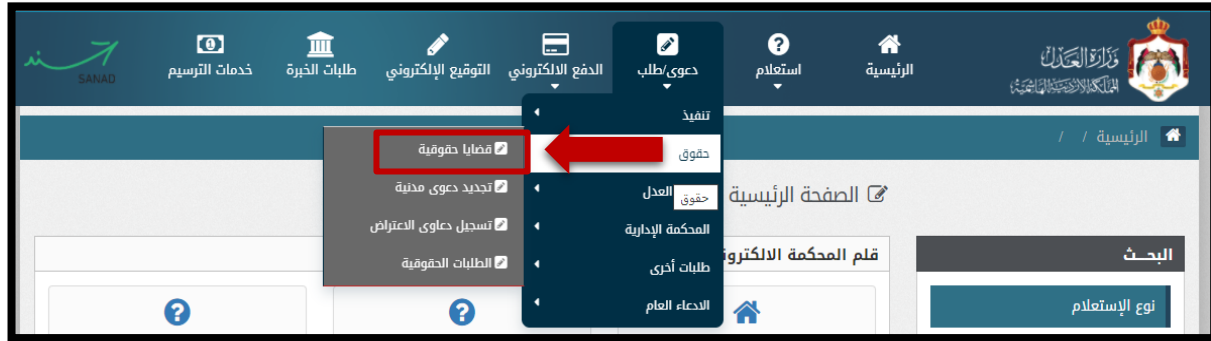 وزارة العدل
المملكة الأردنية الهاشمية
الرئيسية
استعلام
دعوى/طلب
الدفع الالكتروني
التوقيع الإلكتروني
طلبات الخبرة
خدمات الترسيم
سند
SANAD
الرئيسية / /
تنفيذ
حقوق
العدل
حقوق
المحكمة الإدارية
طلبات أخرى
الادعاء العام
قضايا حقوقية
تجديد دعوى مدنية
تسجيل دعاوى الاعتراض
الطلبات الحقوقية
الصفحة الرئيسية
البحــث
نوع الإستعلام
قلم المحكمة الالكترو